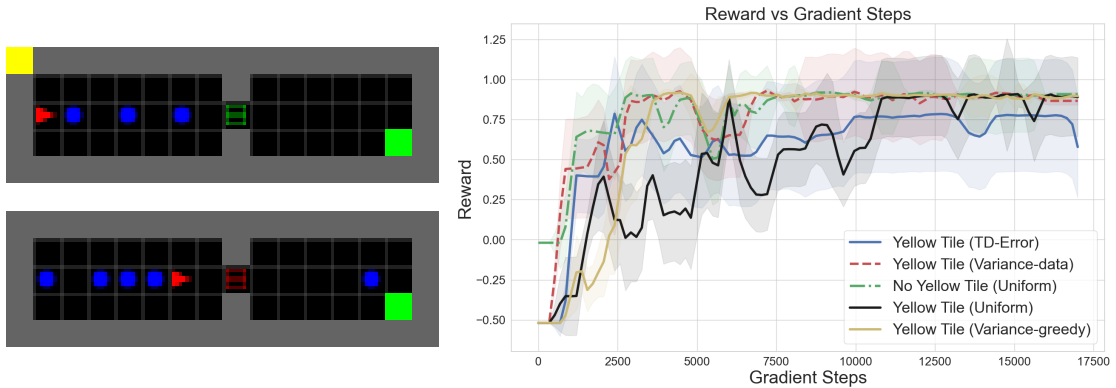 Reward vs Gradient Steps
Reward
1.25
1.00
0.75
0.50
0.25
0.00
−0.25
−0.50
Yellow Tile (TD-Error)
Yellow Tile (Variance-data)
No Yellow Tile (Uniform)
Yellow Tile (Uniform)
Yellow Tile (Variance-greedy)
0 2500 5000 7500 10000 12500 15000 17500
Gradient Steps